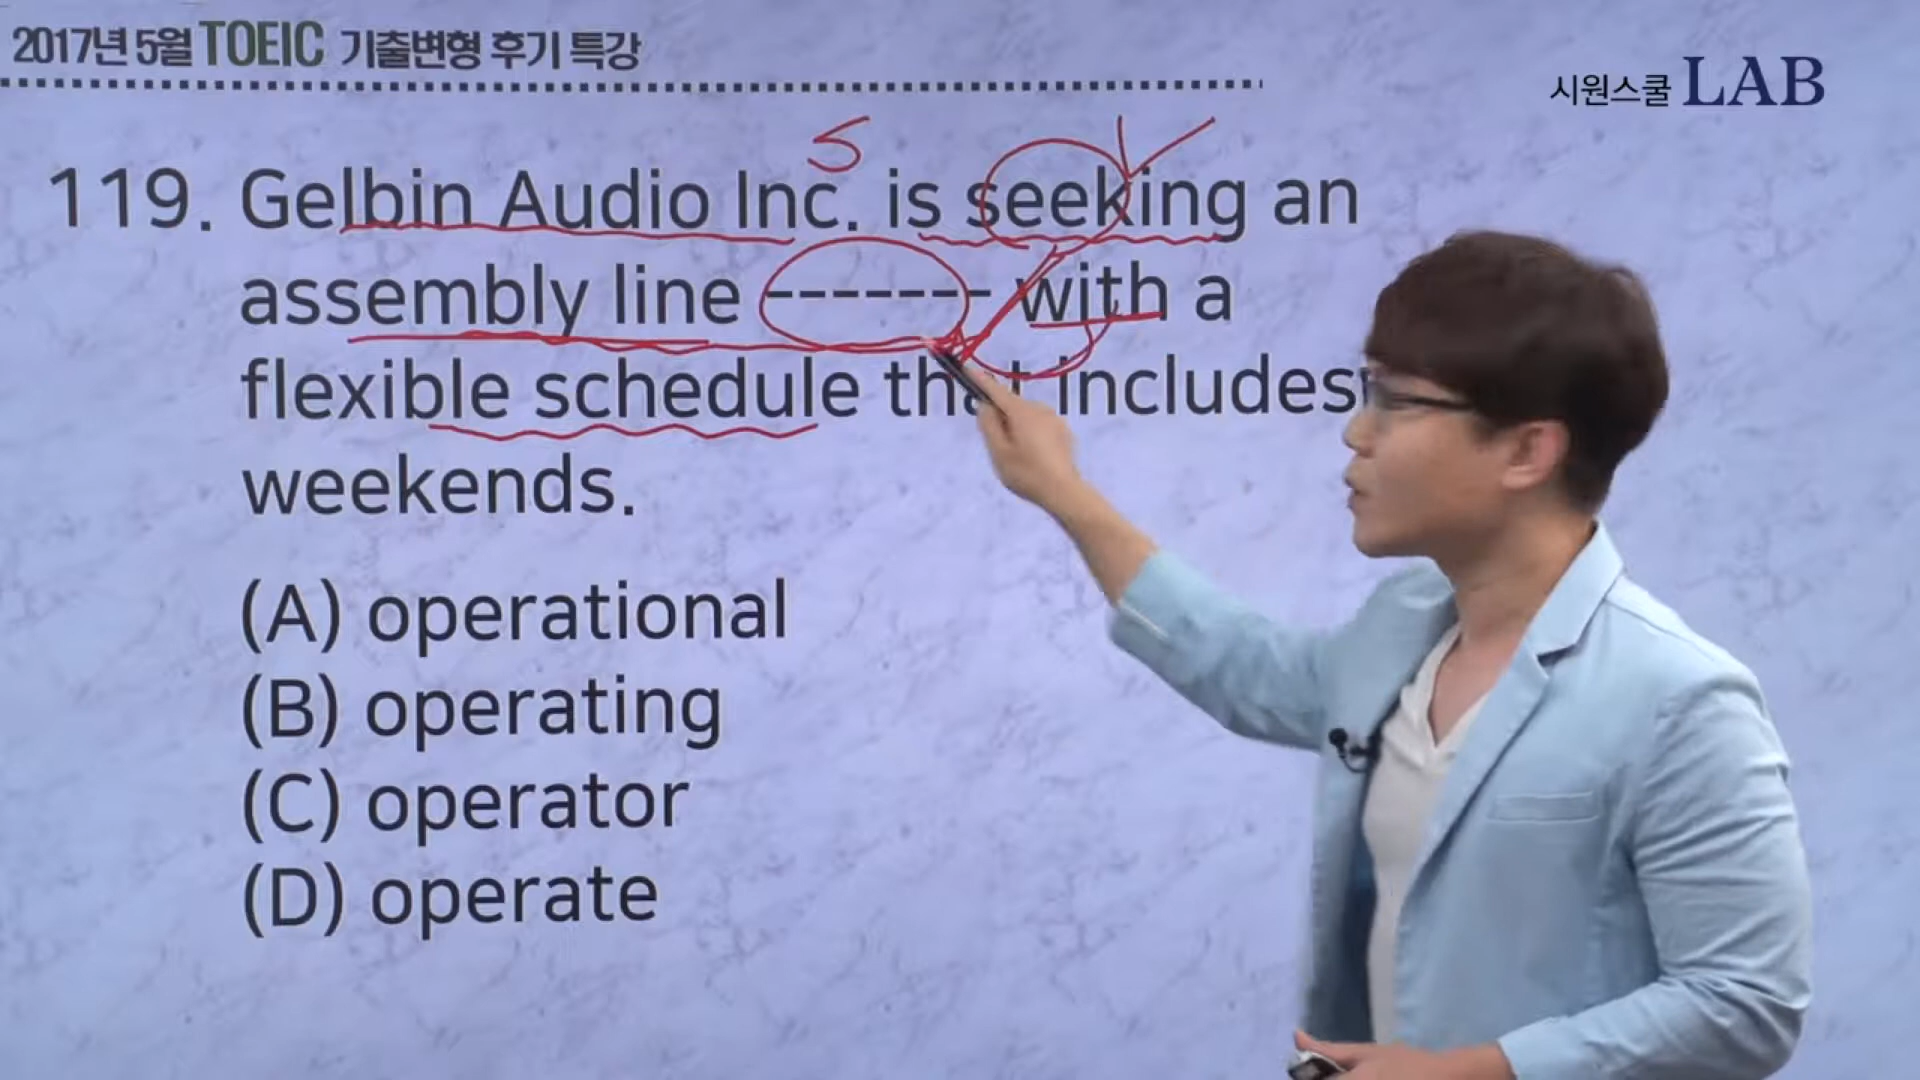 2017년 5월 TOEIC 기출변형 후기 특강
시원스쿨 LAB
S V
119. Gelbin Audio Inc. is seeking an
assembly line ------- with a
flexible schedule that includes
weekends.
(A) operational
(B) operating
(C) operator
(D) operate